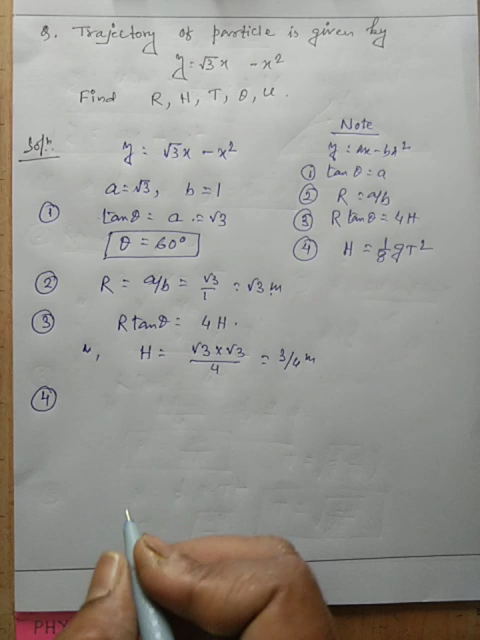 Q. Trajectory of particle is given by
y = √3x - x²
Find R, H, T, θ, u.
Note
Solⁿ. y = √3x - x²
y = ax - bx²
a = √3, b = 1
① tanθ = a
① tanθ = a = √3
② R = a/b
θ = 60°
③ R tanθ = 4H
④ H = 1/8 gT²
② R = a/b = √3/1 = √3 m
③ R tanθ = 4H.
H = √3 x √3/4 = 3/4 m
④
PHY